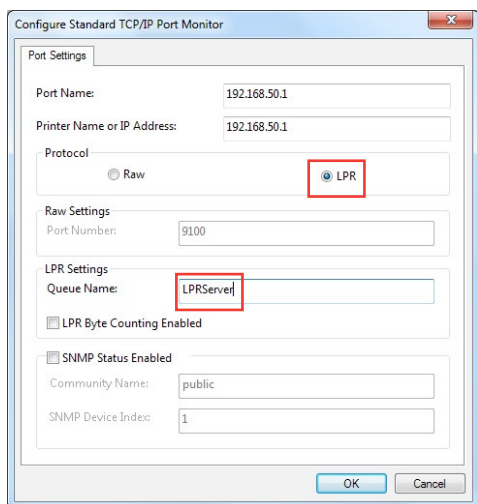 Configure Standard TCP/IP Port Monitor
Port Settings
Port Name: 192.168.50.1
Printer Name or IP Address: 192.168.50.1
Protocol
Raw LPR
Raw Settings
Port Number: 9100
LPR Settings
Queue Name: LPRServer
LPR Byte Counting Enabled
SNMP Status Enabled
Community Name: public
SNMP Device Index: 1
OK Cancel